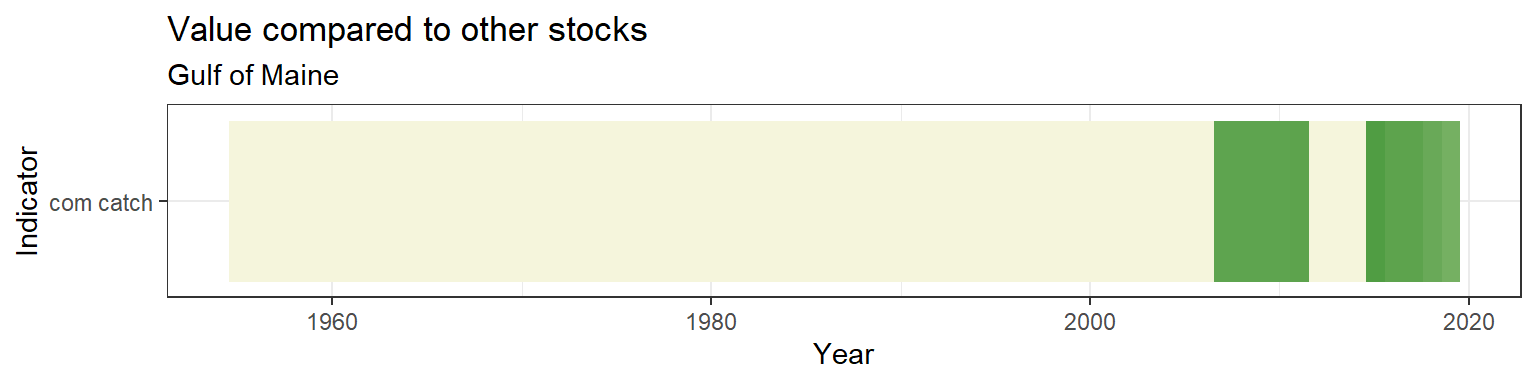 Value compared to other stocks
Gulf of Maine
Indicator
com catch
1960 1980 2000 2020
Year